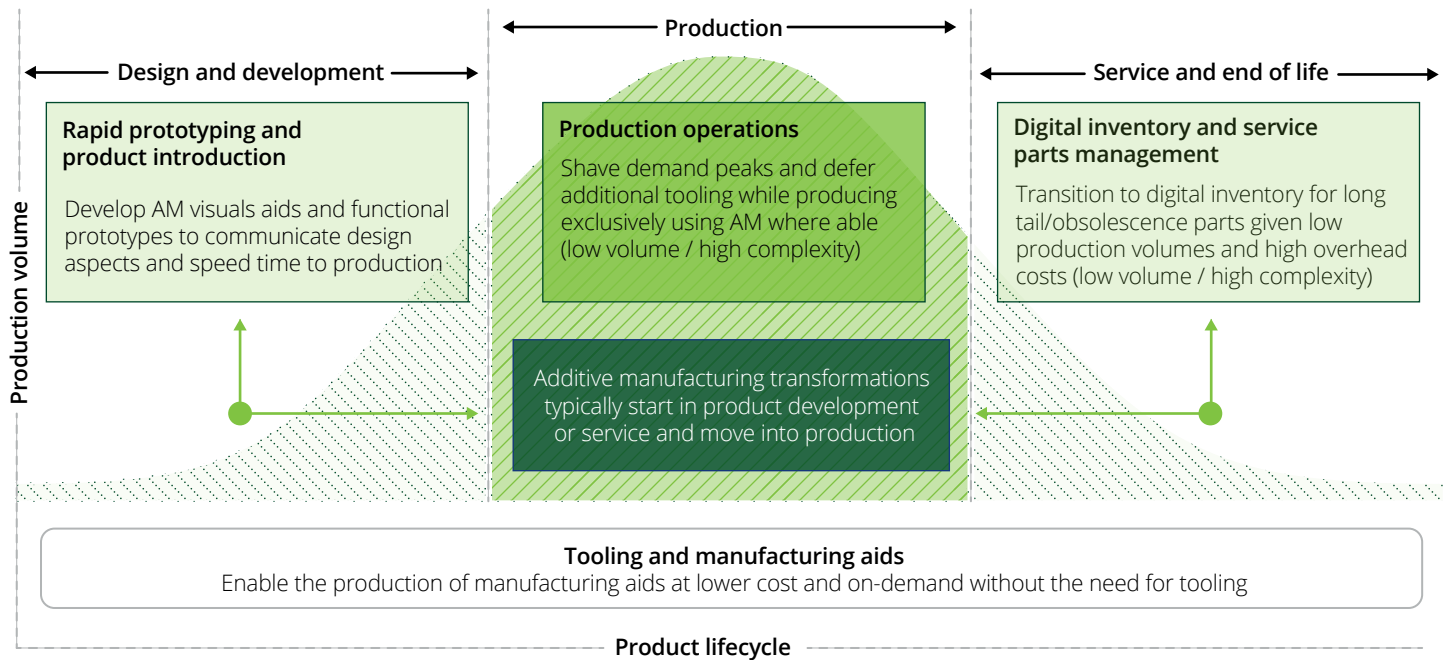 Production
Design and development
Service and end of life
Production volume
Rapid prototyping and
product introduction
Develop AM visuals aids and functional
prototypes to communicate design
aspects and speed time to production
Production operations
Shave demand peaks and defer
additional tooling while producing
exclusively using AM where able
(low volume / high complexity)
Digital inventory and service
parts management
Transition to digital inventory for long
tail/obsolescence parts given low
production volumes and high overhead
costs (low volume / high complexity)
Additive manufacturing transformations
typically start in product development
or service and move into production
Tooling and manufacturing aids
Enable the production of manufacturing aids at lower cost and on-demand without the need for tooling
Product lifecycle